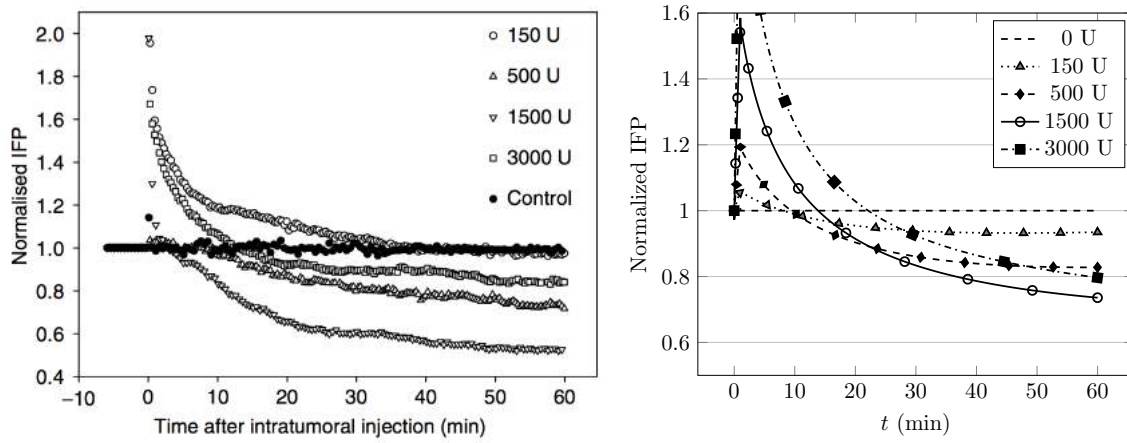 2.0
1.8
1.6
1.4
1.2
1.0
0.8
0.6
0.4
Normalised IFP
150 U
500 U
1500 U
3000 U
Control
−10 0 10 20 30 40 50 60
Time after intratumoral injection (min)
1.6
1.4
1.2
1
0.8
0.6
Normalized IFP
0 U
150 U
500 U
1500 U
3000 U
0 10 20 30 40 50 60
t (min)